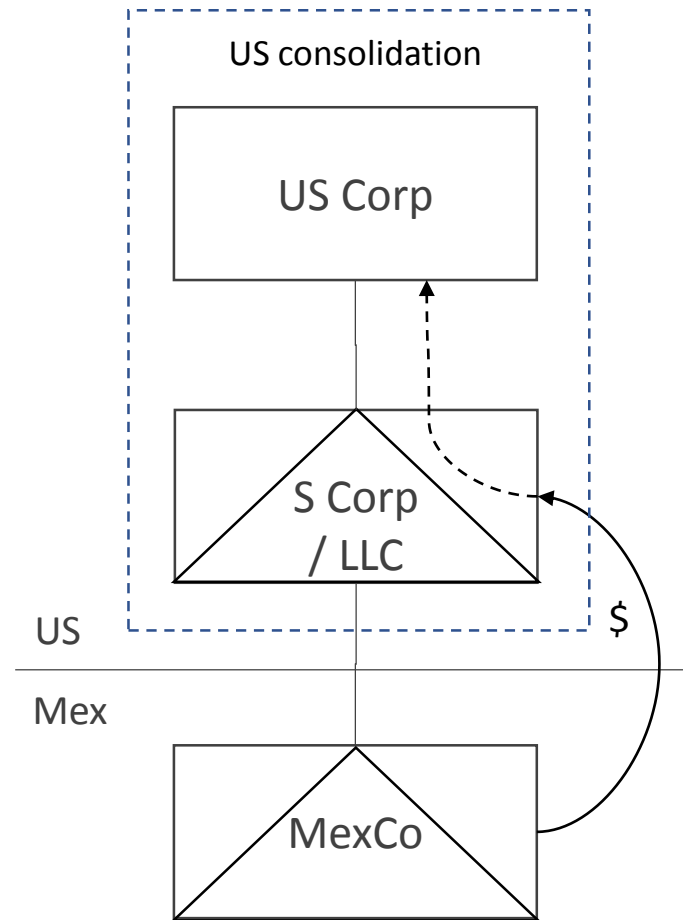 US consolidation
US Corp
S Corp
/ LLC
$
US
Mex
MexCo